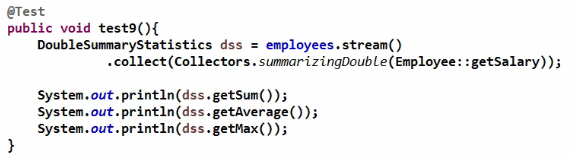 @Test
public void test9(){
    DoubleSummaryStatistics dss = employees.stream()
            .collect(Collectors.summarizingDouble(Employee::getSalary));

    System.out.println(dss.getSum());
    System.out.println(dss.getAverage());
    System.out.println(dss.getMax());
}